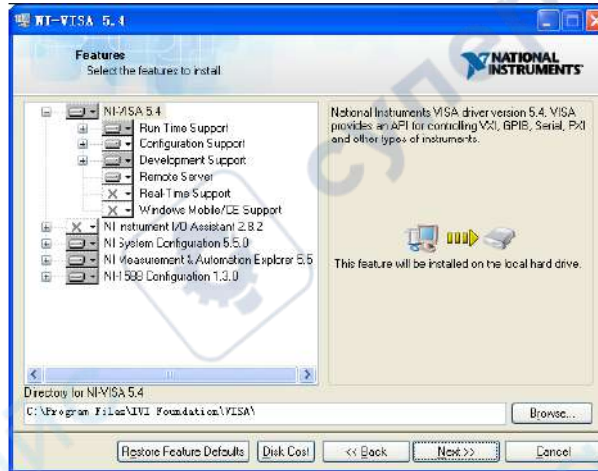 NI-VISA 5.4
Features
Select the features to install.
NATIONAL INSTRUMENTS
NI-VISA 5.4
Run Time Support
Configuration Support
Development Support
Remote Server
Real-Time Support
Windows Mobile/CE Support
NI Instrument I/O Assistant 2.8.2
NI System Configuration 5.5.0
NI Measurement & Automation Explorer 5.5
NI-1588 Configuration 1.3.0
National Instruments VISA driver version 5.4. VISA
provides an API for controlling VXI, GPIB, Serial, PXI
and other types of instruments.
This feature will be installed on the local hard drive.
Directory for NI-VISA 5.4
C:\Program Files\IVI Foundation\VISA\
Browse...
Restore Feature Defaults
Disk Cost
<< Back
Next >>
Cancel